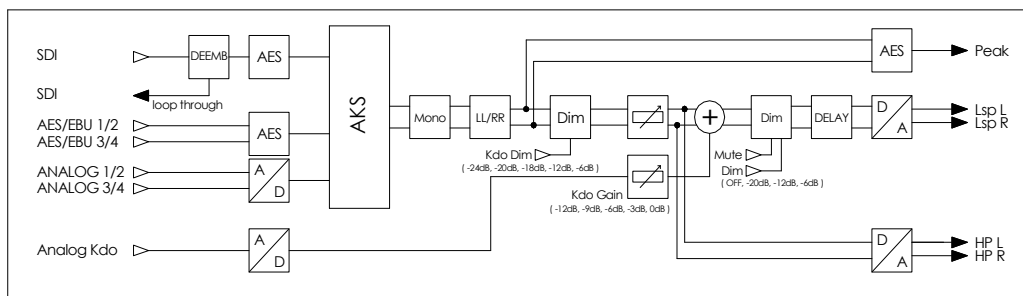 SDI
DEEMB
AES
AKS
Mono
LL/RR
Dim
Dim
DELAY
D
A
AES
Peak
Lsp L
Lsp R
SDI
loop through
AES/EBU 1/2
AES/EBU 3/4
AES
ANALOG 1/2
ANALOG 3/4
A
D
Kdo Dim
( -24dB, -20dB, -18dB, -12dB, -6dB )
Mute
Dim
( OFF, -20dB, -12dB, -6dB )
Kdo Gain
( -12dB, -9dB, -6dB, -3dB, 0dB )
Analog Kdo
A
D
D
A
HP L
HP R